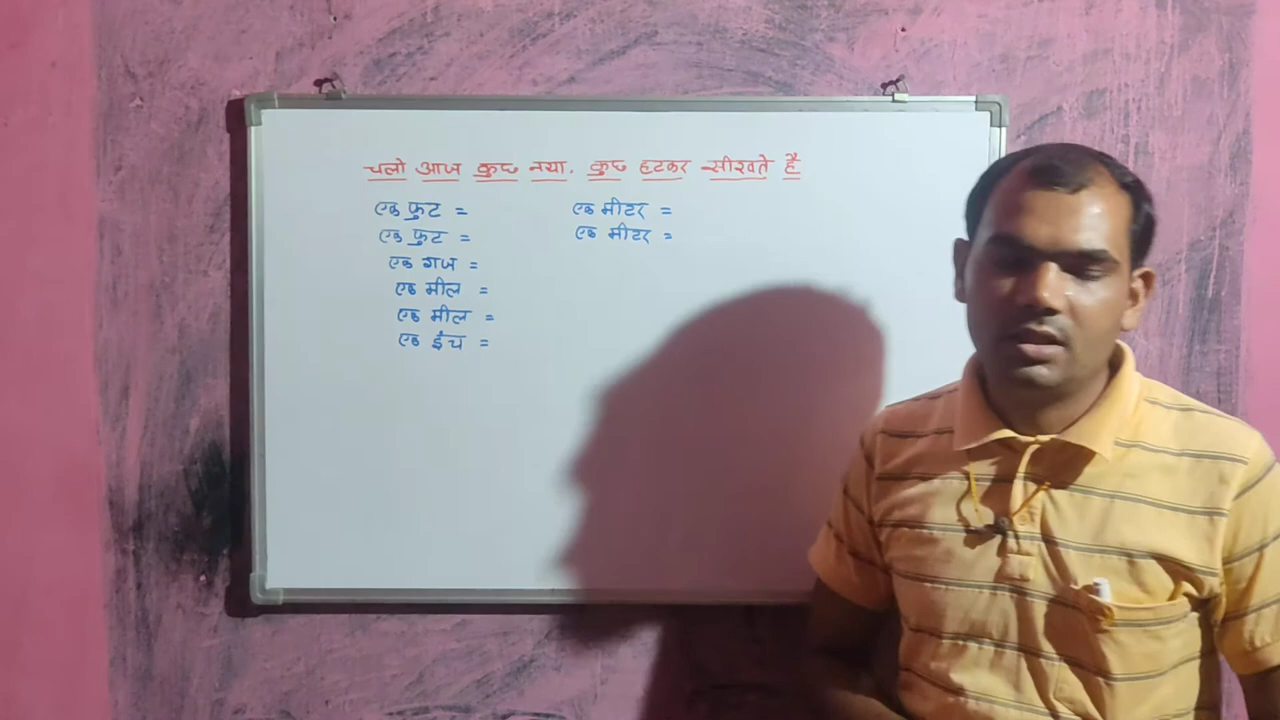 चलो आज कुछ नया. कुछ हटकर सीखते है
एक फुट =
एक फुट =
एक गज =
एक मील =
एक मील =
एक इंच =
एक मीटर =
एक मीटर =